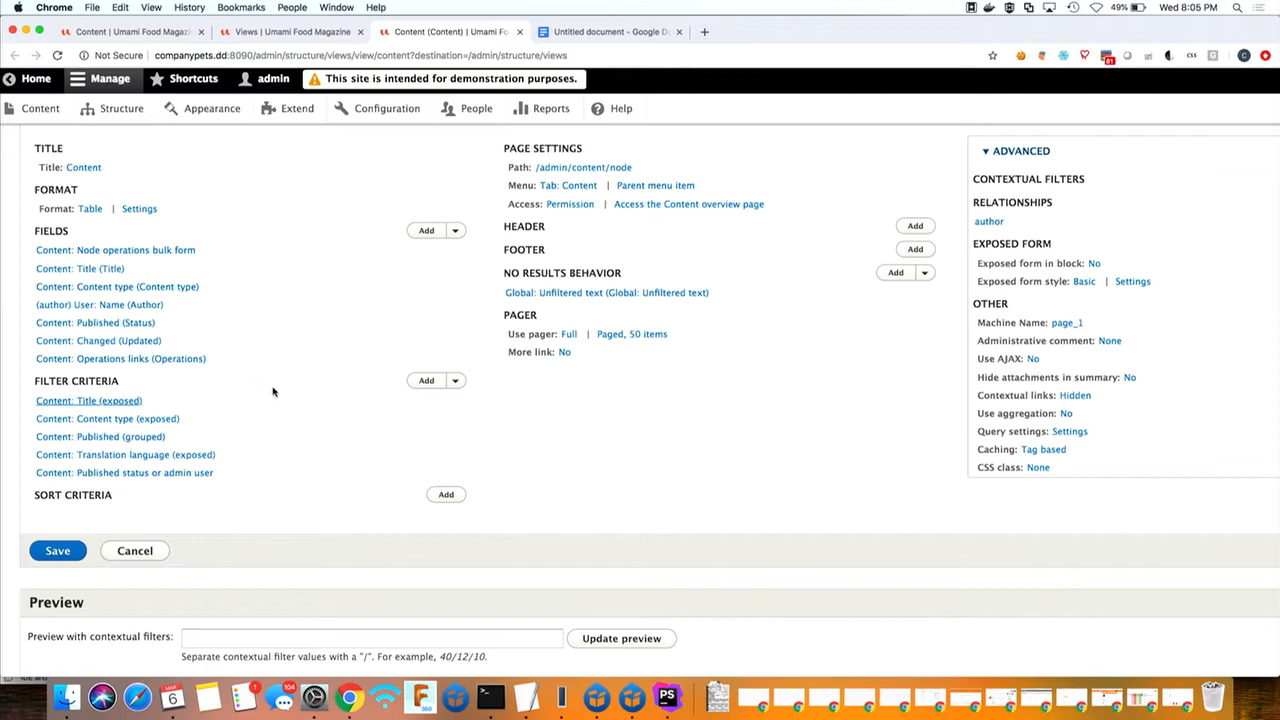 Chrome File Edit View History Bookmarks People Window Help
49% Wed 8:05 PM
Content | Umami Food Magazi
Views | Umami Food Magazine
Content (Content) | Umami Fo
Untitled document - Google D
Not Secure companypets.dd:8090/admin/structure/views/view/content?destination=/admin/structure/views
Home Manage Shortcuts admin This site is intended for demonstration purposes.
Content Structure Appearance Extend Configuration People Reports Help
TITLE
Title: Content
FORMAT
Format: Table | Settings
FIELDS Add
Content: Node operations bulk form
Content: Title (Title)
Content: Content type (Content type)
(author) User: Name (Author)
Content: Published (Status)
Content: Changed (Updated)
Content: Operations links (Operations)
FILTER CRITERIA Add
Content: Title (exposed)
Content: Content type (exposed)
Content: Published (grouped)
Content: Translation language (exposed)
Content: Published status or admin user
SORT CRITERIA Add
PAGE SETTINGS
Path: /admin/content/node
Menu: Tab: Content | Parent menu item
Access: Permission | Access the Content overview page
HEADER Add
FOOTER Add
NO RESULTS BEHAVIOR Add
Global: Unfiltered text (Global: Unfiltered text)
PAGER
Use pager: Full | Paged, 50 items
More link: No
ADVANCED
CONTEXTUAL FILTERS
RELATIONSHIPS
author
EXPOSED FORM
Exposed form in block: No
Exposed form style: Basic | Settings
OTHER
Machine Name: page_1
Administrative comment: None
Use AJAX: No
Hide attachments in summary: No
Contextual links: Hidden
Use aggregation: No
Query settings: Settings
Caching: Tag based
CSS class: None
Save Cancel
Preview
Preview with contextual filters: Update preview
Separate contextual filter values with a "/". For example, 40/12/10.